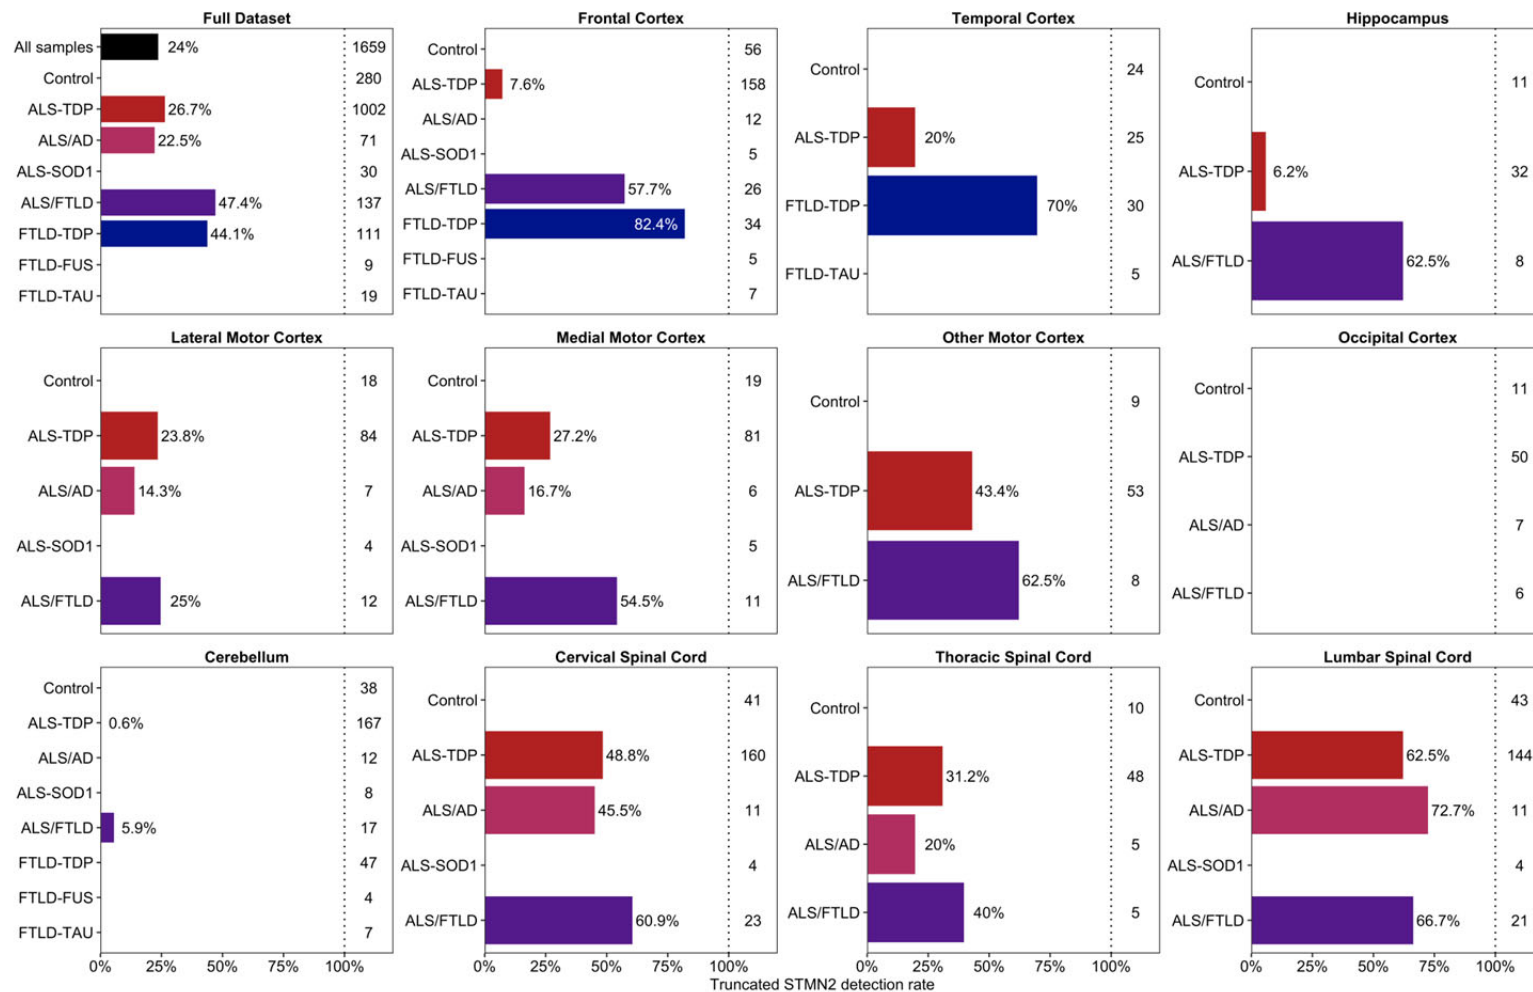 Full Dataset
All samples 24% 1659
Control 280
ALS-TDP 26.7% 1002
ALS/AD 22.5% 71
ALS-SOD1 30
ALS/FTLD 47.4% 137
FTLD-TDP 44.1% 111
FTLD-FUS 9
FTLD-TAU 19
Frontal Cortex
Control 56
ALS-TDP 7.6% 158
ALS/AD 12
ALS-SOD1 5
ALS/FTLD 57.7% 26
FTLD-TDP 82.4% 34
FTLD-FUS 5
FTLD-TAU 7
Temporal Cortex
Control 24
ALS-TDP 20% 25
FTLD-TDP 70% 30
FTLD-TAU 5
Hippocampus
Control 11
ALS-TDP 6.2% 32
ALS/FTLD 62.5% 8
Lateral Motor Cortex
Control 18
ALS-TDP 23.8% 84
ALS/AD 14.3% 7
ALS-SOD1 4
ALS/FTLD 25% 12
Medial Motor Cortex
Control 19
ALS-TDP 27.2% 81
ALS/AD 16.7% 6
ALS-SOD1 5
ALS/FTLD 54.5% 11
Other Motor Cortex
Control 9
ALS-TDP 43.4% 53
ALS/FTLD 62.5% 8
Occipital Cortex
Control 11
ALS-TDP 50
ALS/AD 7
ALS/FTLD 6
Cerebellum
Control 38
ALS-TDP 0.6% 167
ALS/AD 12
ALS-SOD1 8
ALS/FTLD 5.9% 17
FTLD-TDP 47
FTLD-FUS 4
FTLD-TAU 7
0% 25% 50% 75% 100%
Cervical Spinal Cord
Control 41
ALS-TDP 48.8% 160
ALS/AD 45.5% 11
ALS-SOD1 4
ALS/FTLD 60.9% 23
0% 25% 50% 75% 100%
Thoracic Spinal Cord
Control 10
ALS-TDP 31.2% 48
ALS/AD 20% 5
ALS/FTLD 40% 5
0% 25% 50% 75% 100%
Lumbar Spinal Cord
Control 43
ALS-TDP 62.5% 144
ALS/AD 72.7% 11
ALS-SOD1 4
ALS/FTLD 66.7% 21
0% 25% 50% 75% 100%
Truncated STMN2 detection rate